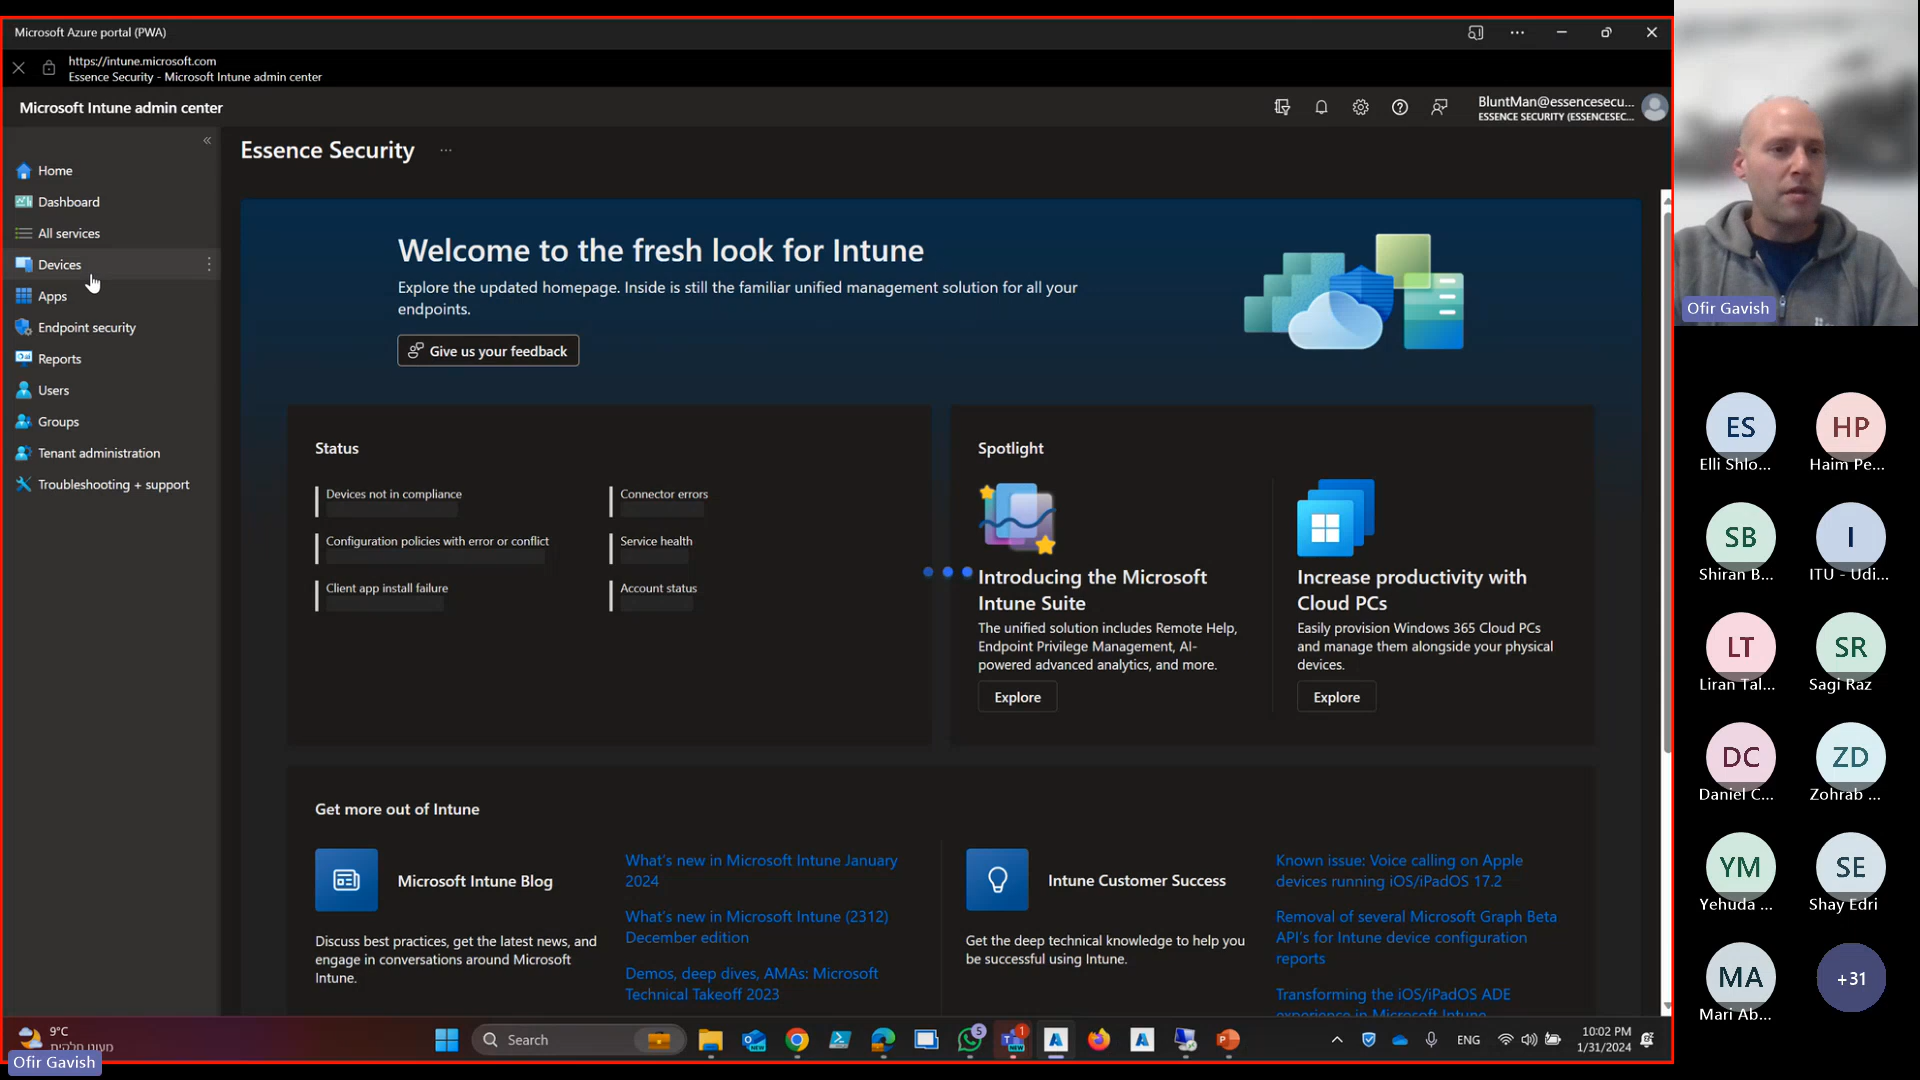 Microsoft Azure portal (PWA)
https://intune.microsoft.com
Essence Security - Microsoft Intune admin center
Microsoft Intune admin center
BluntMan@essencesecu...
ESSENCE SECURITY (ESSENCESEC...
Home
Dashboard
All services
Devices
Apps
Endpoint security
Reports
Users
Groups
Tenant administration
Troubleshooting + support
Essence Security
Welcome to the fresh look for Intune
Explore the updated homepage. Inside is still the familiar unified management solution for all your
endpoints.
Give us your feedback
Status
Devices not in compliance
Connector errors
Configuration policies with error or conflict
Service health
Client app install failure
Account status
Spotlight
Introducing the Microsoft
Intune Suite
The unified solution includes Remote Help,
Endpoint Privilege Management, AI-
powered advanced analytics, and more.
Explore
Increase productivity with
Cloud PCs
Easily provision Windows 365 Cloud PCs
and manage them alongside your physical
devices.
Explore
Get more out of Intune
Microsoft Intune Blog
Discuss best practices, get the latest news, and
engage in conversations around Microsoft
Intune.
What's new in Microsoft Intune January
2024
What's new in Microsoft Intune (2312)
December edition
Demos, deep dives, AMAs: Microsoft
Technical Takeoff 2023
Intune Customer Success
Get the deep technical knowledge to help you
be successful using Intune.
Known issue: Voice calling on Apple
devices running iOS/iPadOS 17.2
Removal of several Microsoft Graph Beta
API's for Intune device configuration
reports
Transforming the iOS/iPadOS ADE
experience in Microsoft Intune
9°C
Search
NEW
5
1
NEW
ENG
10:02 PM
1/31/2024
Ofir Gavish
Ofir Gavish
ES
Elli Shlo...
HP
Haim Pe...
SB
Shiran B...
I
ITU - Udi...
LT
Liran Tal...
SR
Sagi Raz
DC
Daniel C...
ZD
Zohrab ...
YM
Yehuda ...
SE
Shay Edri
MA
Mari Ab...
+31